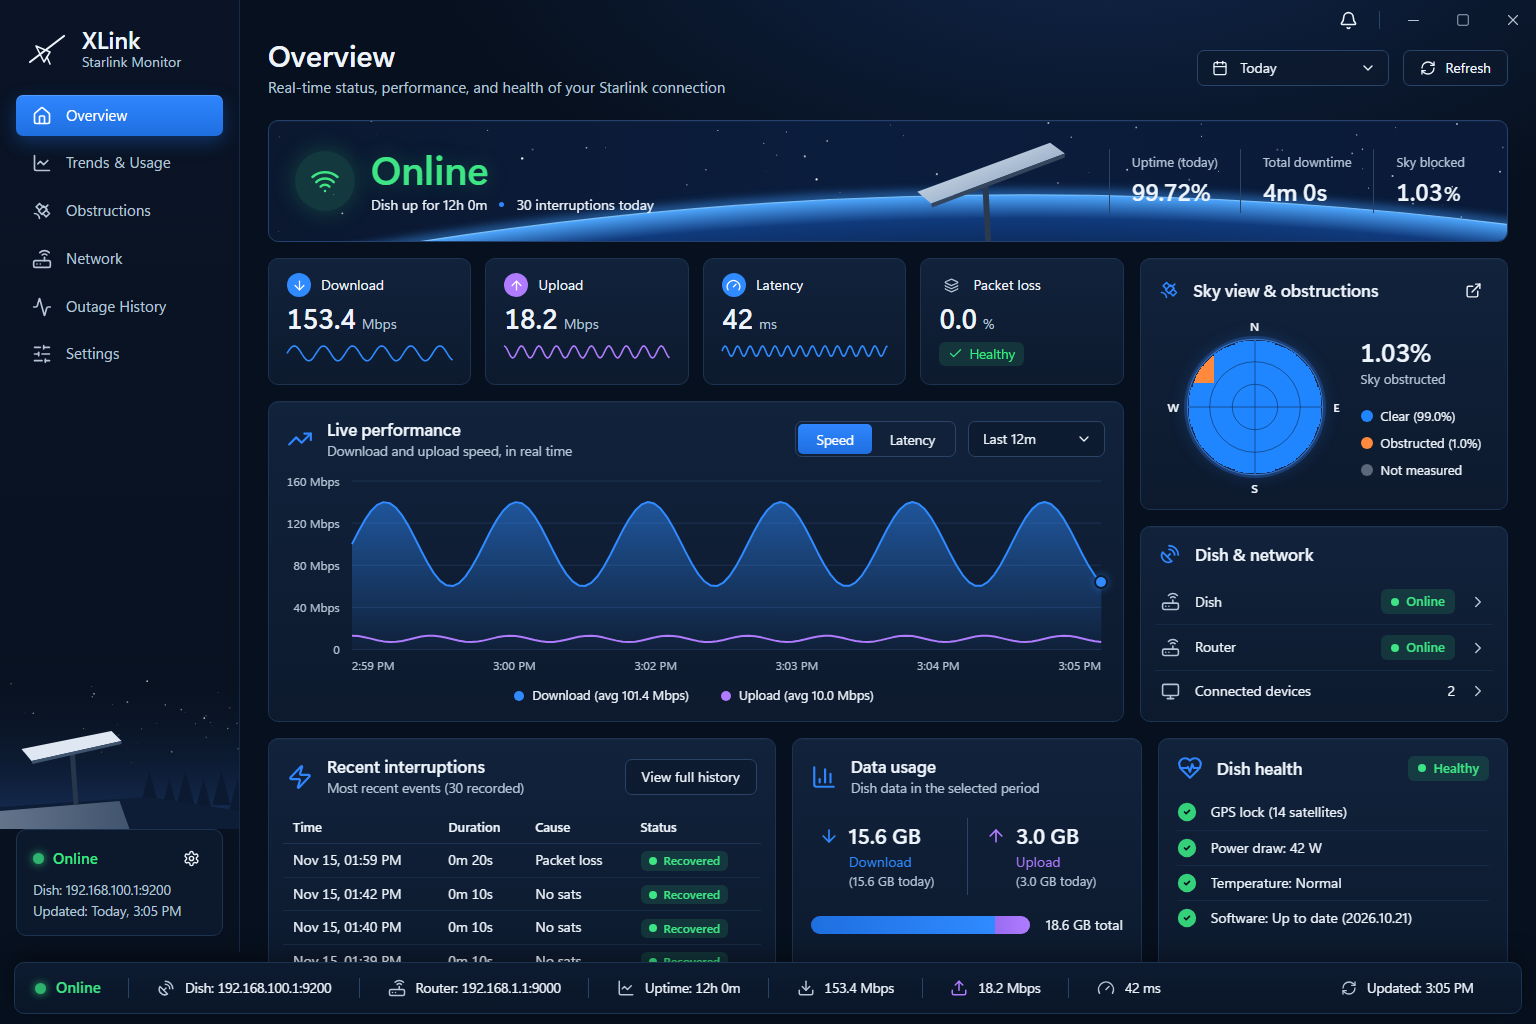 XLink
Starlink Monitor
Overview
Trends & Usage
Obstructions
Network
Outage History
Settings
Online
Dish: 192.168.100.1:9200
Updated: Today, 3:05 PM
Overview
Real-time status, performance, and health of your Starlink connection
Today
Refresh
Online
Dish up for 12h 0m • 30 interruptions today
Uptime (today)
99.72%
Total downtime
4m 0s
Sky blocked
1.03%
Download
153.4 Mbps
Upload
18.2 Mbps
Latency
42 ms
Packet loss
0.0 %
Healthy
Sky view & obstructions
N
W
E
S
1.03%
Sky obstructed
Clear (99.0%)
Obstructed (1.0%)
Not measured
Live performance
Download and upload speed, in real time
Speed
Latency
Last 12m
160 Mbps
120 Mbps
80 Mbps
40 Mbps
0
2:59 PM 3:00 PM 3:02 PM 3:03 PM 3:04 PM 3:05 PM
Download (avg 101.4 Mbps) Upload (avg 10.0 Mbps)
Dish & network
Dish Online
Router Online
Connected devices 2
Recent interruptions
Most recent events (30 recorded)
View full history
Time Duration Cause Status
Nov 15, 01:59 PM 0m 20s Packet loss Recovered
Nov 15, 01:42 PM 0m 10s No sats Recovered
Nov 15, 01:40 PM 0m 10s No sats Recovered
Nov 15, 01:39 PM 0m 10s No sats Recovered
Data usage
Dish data in the selected period
15.6 GB
Download
(15.6 GB today)
3.0 GB
Upload
(3.0 GB today)
18.6 GB total
Dish health
Healthy
GPS lock (14 satellites)
Power draw: 42 W
Temperature: Normal
Software: Up to date (2026.10.21)
Online
Dish: 192.168.100.1:9200
Router: 192.168.1.1:9000
Uptime: 12h 0m
153.4 Mbps
18.2 Mbps
42 ms
Updated: 3:05 PM